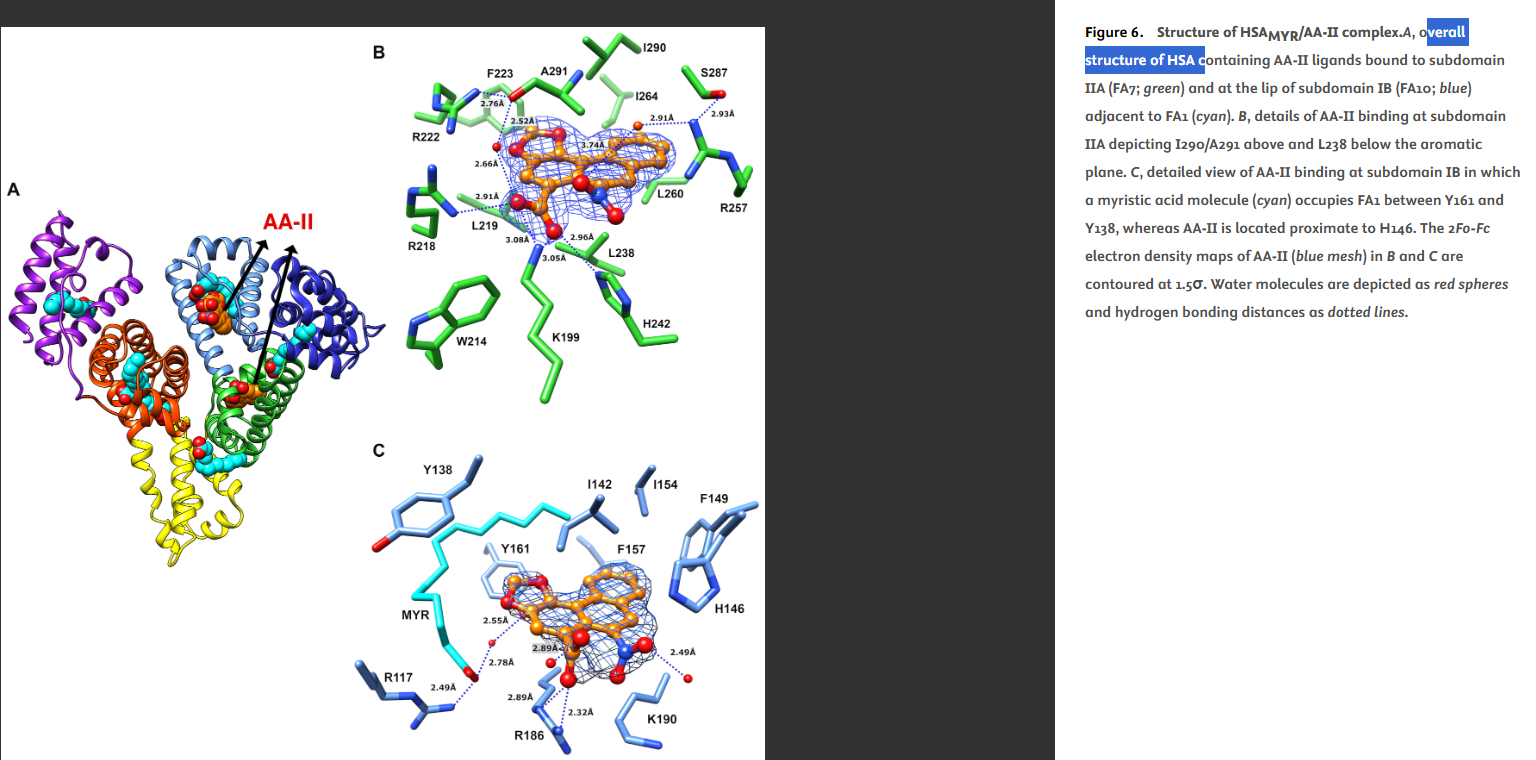 A
AA-II
B
I290
F223
A291
S287
I264
2.76Å
R222
2.52Å
2.91Å
2.93Å
3.74Å
2.66Å
2.91Å
L260
R257
R218
L219
3.08Å
2.96Å
L238
3.05Å
W214
K199
H242
C
Y138
I142
I154
F149
Y161
F157
MYR
H146
2.55Å
2.89Å
2.78Å
2.49Å
R117
2.49Å
2.89Å
2.32Å
R186
K190
Figure 6. Structure of HSAMYR/AA-II complex.A, overall
structure of HSA containing AA-II ligands bound to subdomain
IIA (FA7; green) and at the lip of subdomain IB (FA10; blue)
adjacent to FA1 (cyan). B, details of AA-II binding at subdomain
IIA depicting I290/A291 above and L238 below the aromatic
plane. C, detailed view of AA-II binding at subdomain IB in which
a myristic acid molecule (cyan) occupies FA1 between Y161 and
Y138, whereas AA-II is located proximate to H146. The 2Fo-Fc
electron density maps of AA-II (blue mesh) in B and C are
contoured at 1.5σ. Water molecules are depicted as red spheres
and hydrogen bonding distances as dotted lines.